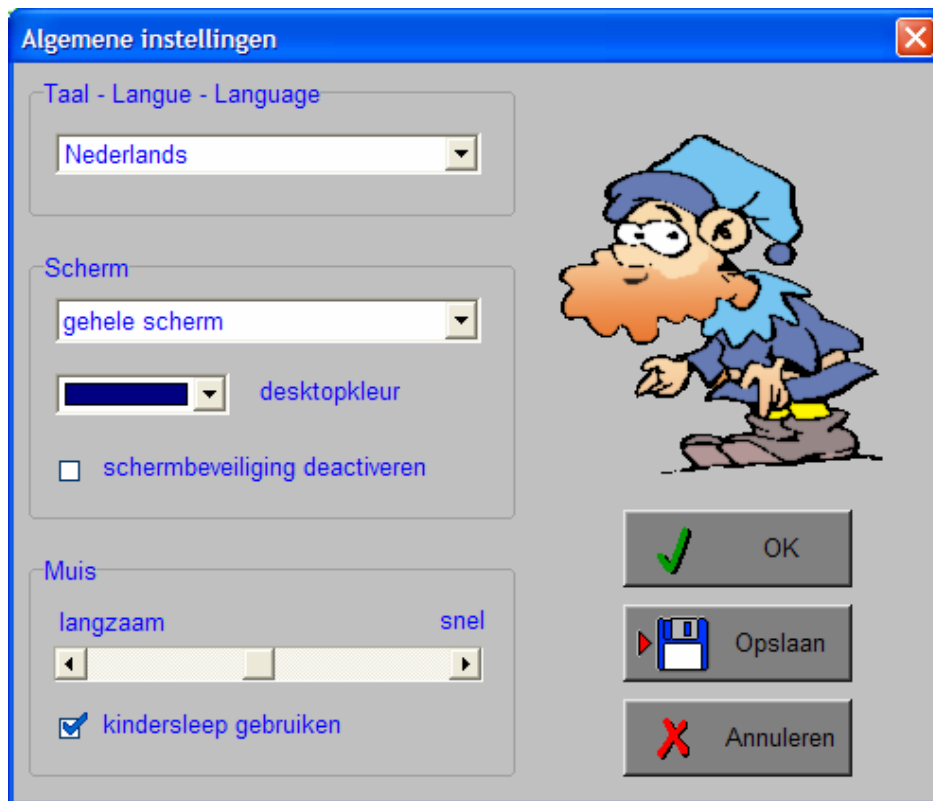 Algemene instellingen
Taal - Langue - Language
Nederlands
Scherm
gehele scherm
desktopkleur
schermbeveiliging deactiveren
Muis
langzaam snel
kindersleep gebruiken
OK
Opslaan
Annuleren